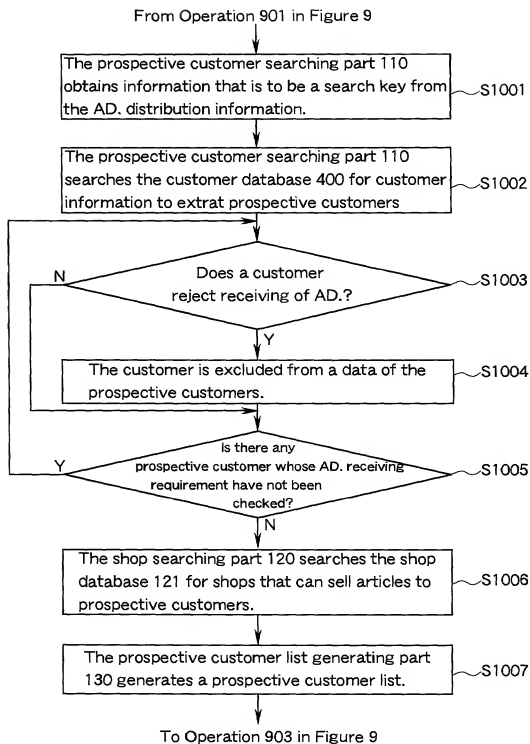 From Operation 901 in Figure 9
The prospective customer searching part 110
obtains information that is to be a search key from
the AD. distribution information.
S1001
The prospective customer searching part 110
searches the customer database 400 for customer
information to extrat prospective customers
S1002
N
Does a customer
reject receiving of AD.?
S1003
Y
The customer is excluded from a data of the
prospective customers.
S1004
Y
Is there any
prospective customer whose AD. receiving
requirement have not been
checked?
S1005
N
The shop searching part 120 searches the shop
database 121 for shops that can sell articles to
prospective customers.
S1006
The prospective customer list generating part
130 generates a prospective customer list.
S1007
To Operation 903 in Figure 9